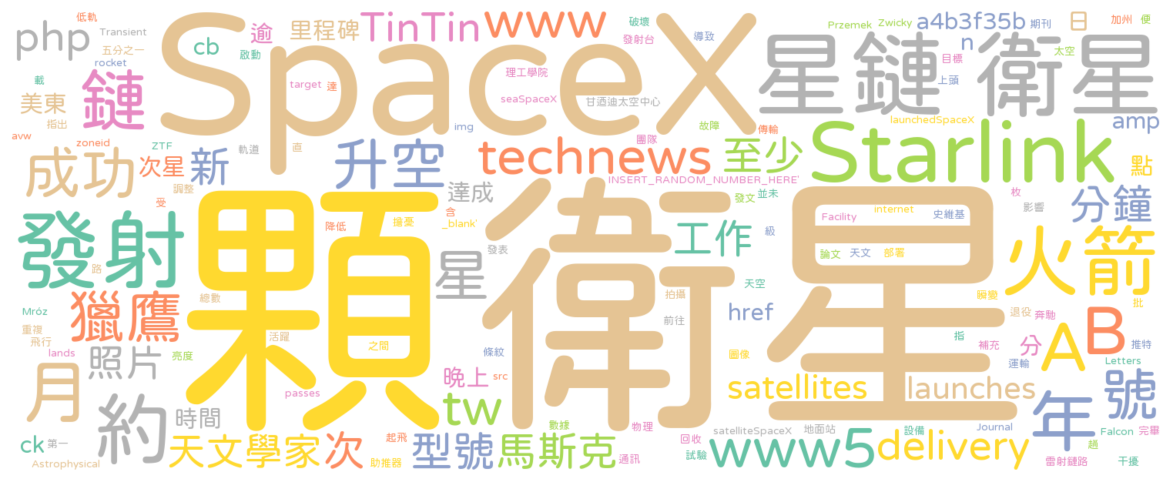 低軌 Transient
php
五分之一
rocket
cb
啟動
逾
里程碑
TinTin
www
破壞
發射台
導致
Przemek
Zwicky
a4b3f35b
期刊
日
加州
便
n
目標
太空
上頭
載
美東
指出
鏈
SpaceX
target
達
理工學院
seaSpaceX
甘迺迪太空中心
星鏈
衛星
avw
zoneid
ZTF
軌道
直
img
團隊
故障
傳輸
launchedSpaceX
amp
成功
次星
新
升空
technews
至少
Starlink
點
調整
受
達成
INSERT_RANDOM_NUMBER_HERE'
發文
並未
枚
影響
分鐘
發射
路
顆
衛星
降低
擾亳
含
_blank'
發表
工作
級
Facility
internet
史維基
論文
天文
部署
火箭
Mróz
重複
飛行
總數
獵鷹
活躍
之間
星
拍攝
前往
天空
href
瞬變
批
退役
奔馳
指
lands
照片
亮度
條紋
圖像
補充
運輸
分
A
B
推特
Letters
月
約
時間
passes
晚上
src
tw
satellites
launches
年
號
ck
第一
Astrophysical
天文學家
次
起飛
助推器
型號
馬斯克
數據
物理
通訊
回收
試驗
satelliteSpaceX
地面站
www5
設備
delivery
Journal
雷射鏈路
趟
Falcon
完畢
干擾